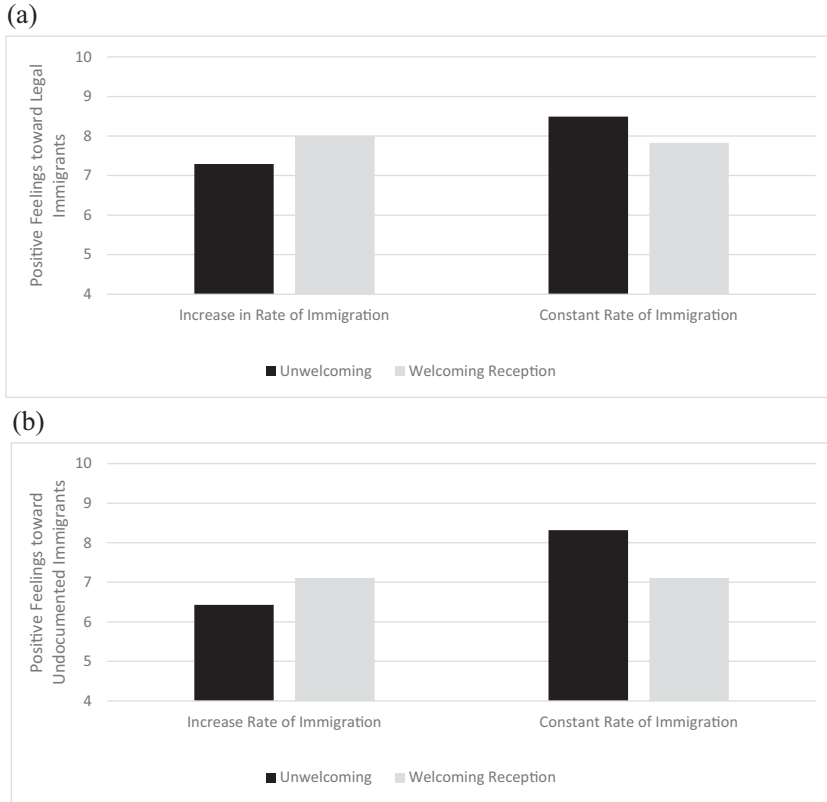 (a)
10
9
8
7
6
5
4
Positive Feelings toward Legal
Immigrants
Increase in Rate of Immigration
Constant Rate of Immigration
Unwelcoming
Welcoming Reception
(b)
10
9
8
7
6
5
4
Positive Feelings toward
Undocumented Immigrants
Increase Rate of Immigration
Constant Rate of Immigration
Unwelcoming
Welcoming Reception